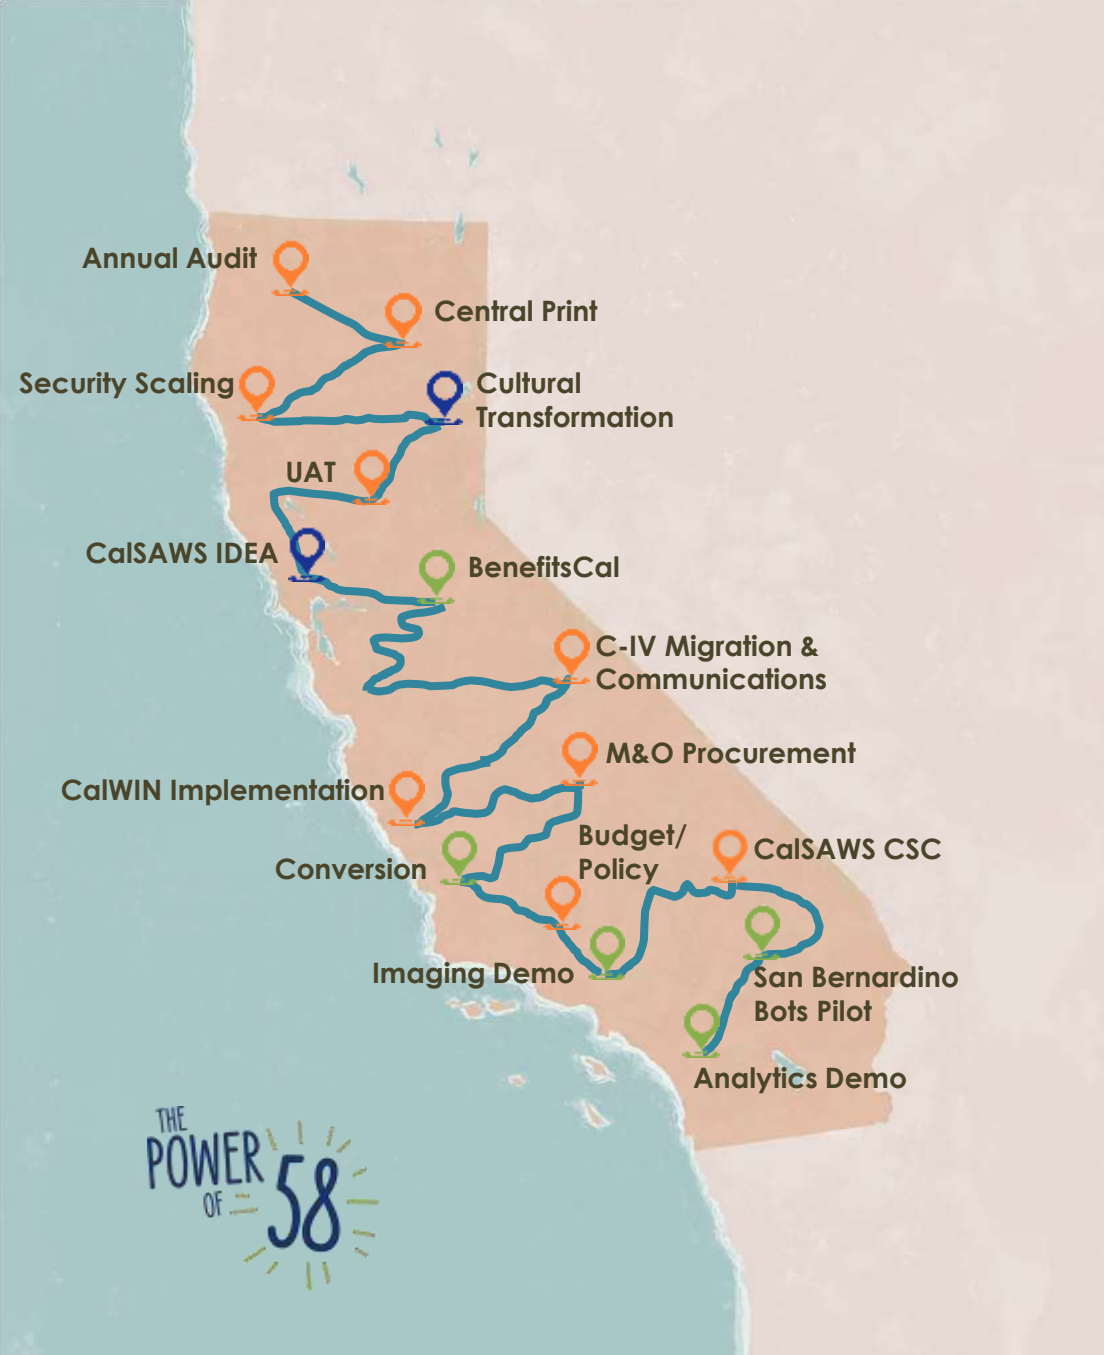 Annual Audit
Central Print
Security Scaling
Cultural
Transformation
UAT
CalSAWS IDEA
BenefitsCal
C-IV Migration &
Communications
M&O Procurement
CalWIN Implementation
Budget/
Policy
CalSAWS CSC
Conversion
Imaging Demo
San Bernardino
Bots Pilot
Analytics Demo
THE
POWER
OF 58